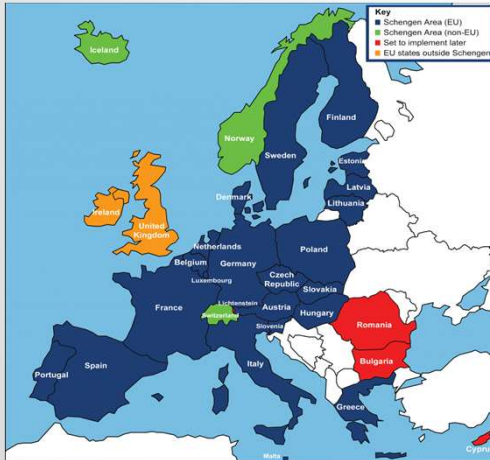 Key
Schengen Area (EU)
Schengen Area (non-EU)
Set to implement later
EU states outside Schengen
Iceland
Finland
Norway
Sweden
Estonia
Latvia
Denmark
Lithuania
Ireland
United
Kingdom
Netherlands
Poland
Belgium
Germany
Luxembourg
Czech
Republic
Slovakia
Lichtenstein
France
Austria
Switzerland
Hungary
Slovenia
Romania
Bulgaria
Italy
Spain
Portugal
Greece
Cyprus
Malta